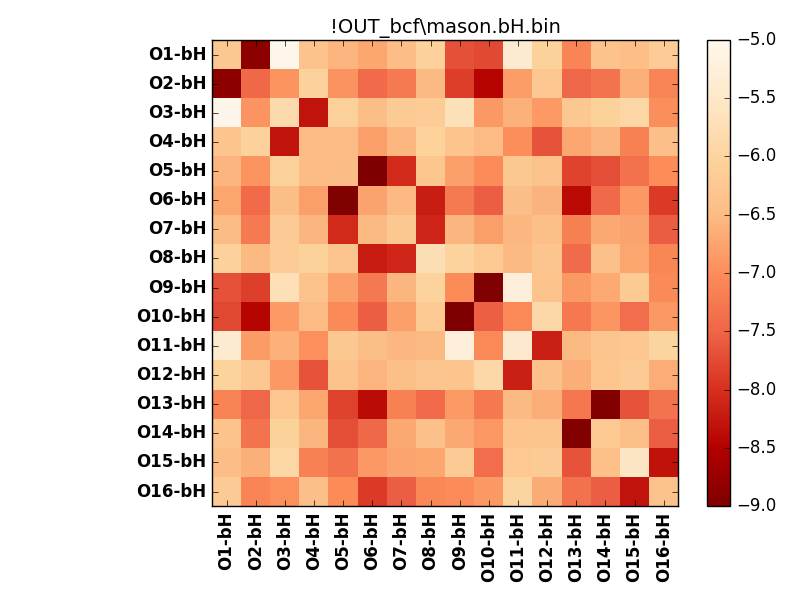 !OUT_bcf\mason.bH.bin
O1-bH
O2-bH
O3-bH
O4-bH
O5-bH
O6-bH
O7-bH
O8-bH
O9-bH
O10-bH
O11-bH
O12-bH
O13-bH
O14-bH
O15-bH
O16-bH
O1-bH
O2-bH
O3-bH
O4-bH
O5-bH
O6-bH
O7-bH
O8-bH
O9-bH
O10-bH
O11-bH
O12-bH
O13-bH
O14-bH
O15-bH
O16-bH
−5.0
−5.5
−6.0
−6.5
−7.0
−7.5
−8.0
−8.5
−9.0